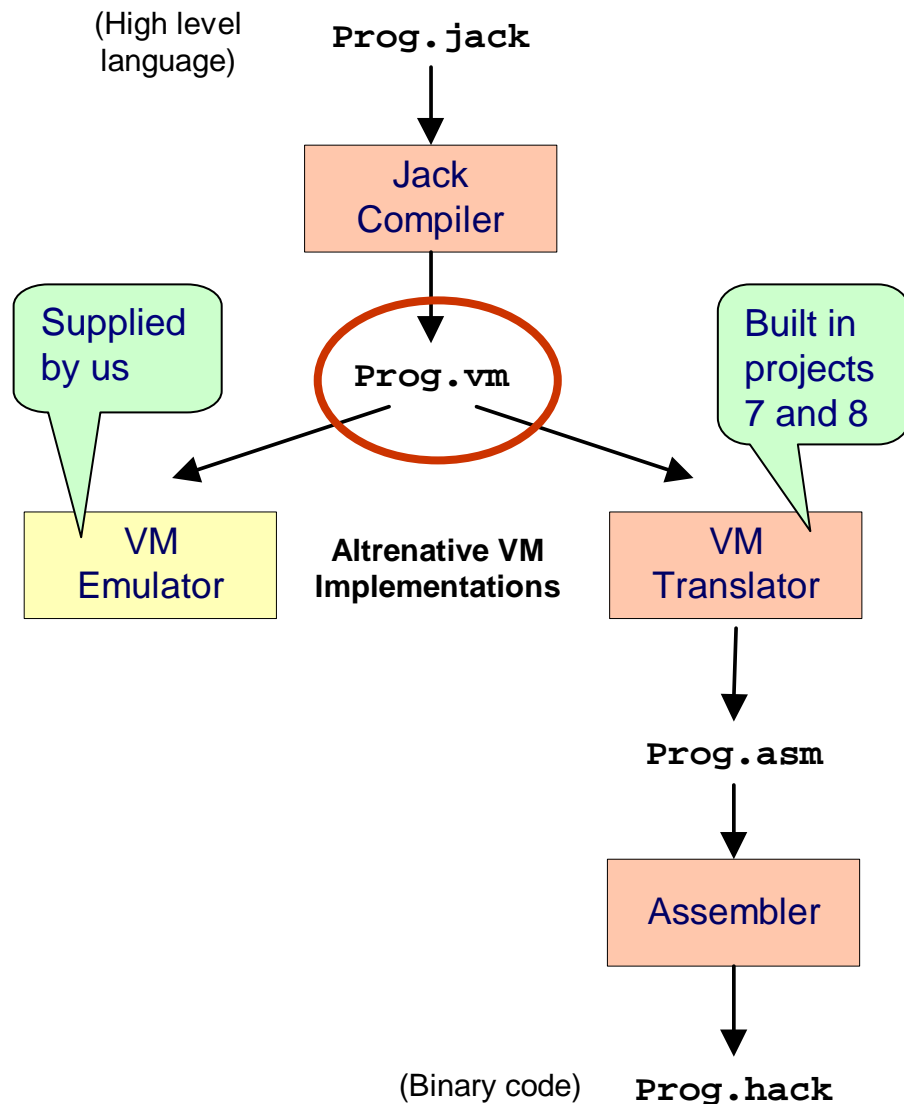 (High level
language)
Prog.jack
Jack
Compiler
Supplied
by us
Prog.vm
Built in
projects
7 and 8
VM
Emulator
Altrenative VM
Implementations
VM
Translator
Prog.asm
Assembler
(Binary code)
Prog.hack